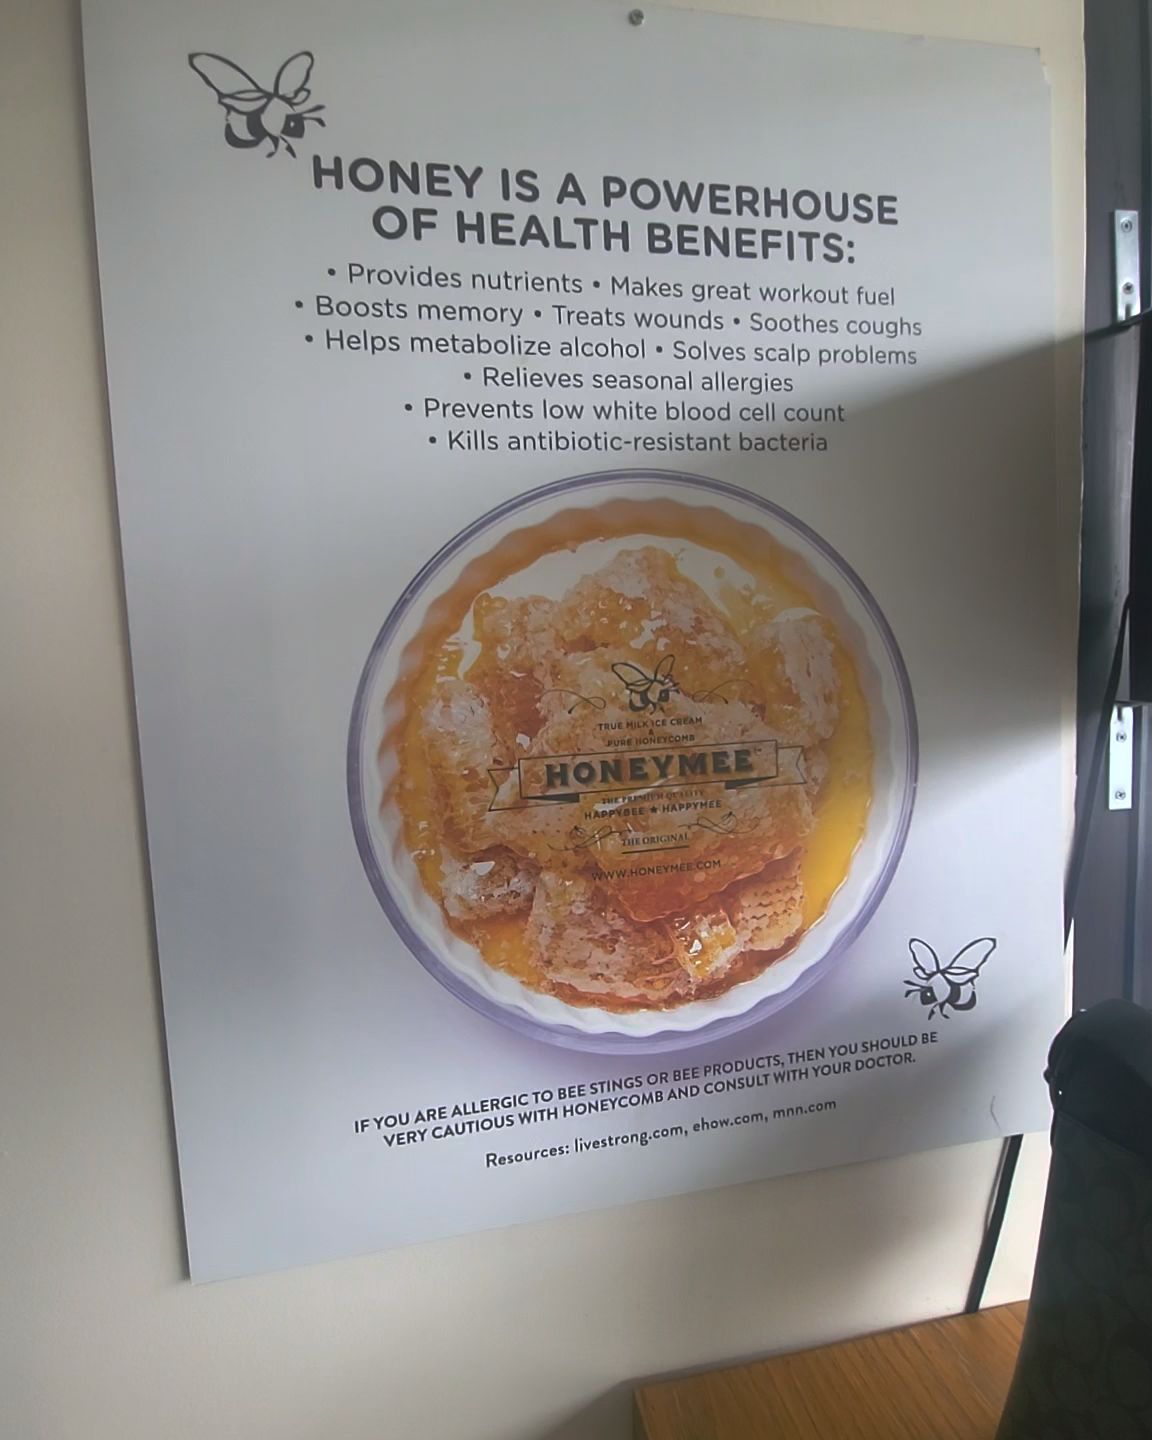 HONEY IS A POWERHOUSE
OF HEALTH BENEFITS:
• Provides nutrients • Makes great workout fuel
• Boosts memory • Treats wounds • Soothes coughs
• Helps metabolize alcohol • Solves scalp problems
• Relieves seasonal allergies
• Prevents low white blood cell count
• Kills antibiotic-resistant bacteria
TRUE MILK ICE CREAM
&
PURE HONEYCOMB
HONEYMEE™
THE PREMIUM QUALITY
HAPPYBEE ★ HAPPYMEE
THE ORIGINAL
WWW.HONEYMEE.COM
IF YOU ARE ALLERGIC TO BEE STINGS OR BEE PRODUCTS, THEN YOU SHOULD BE
VERY CAUTIOUS WITH HONEYCOMB AND CONSULT WITH YOUR DOCTOR.
Resources: livestrong.com, ehow.com, mnn.com